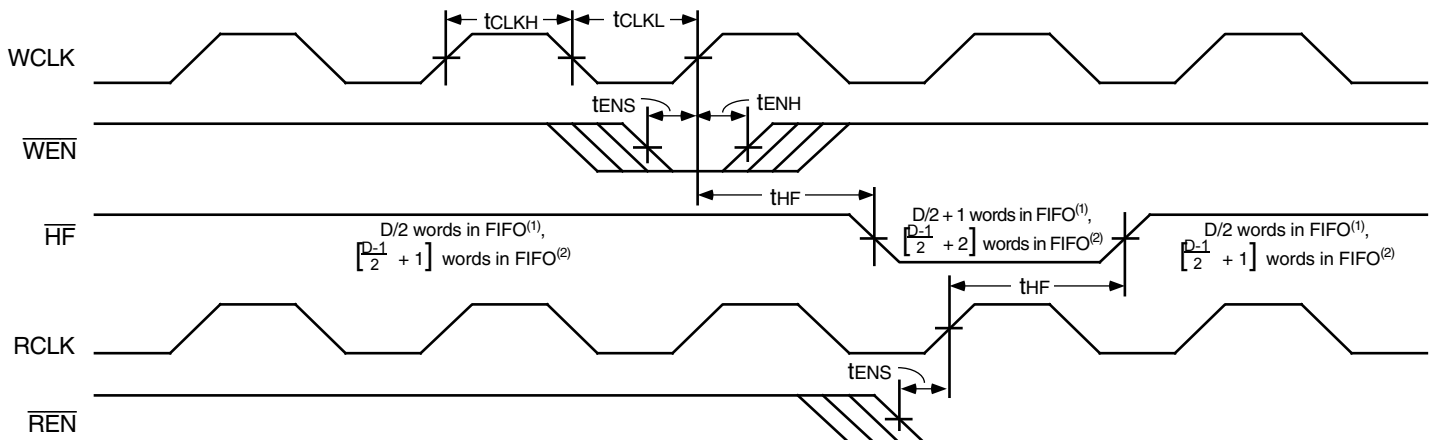 tCLKH
tCLKL
WCLK
tENS
tENH
WEN
tHF
HF
D/2 words in FIFO(1),
[D-1/2 + 1] words in FIFO(2)
D/2 + 1 words in FIFO(1),
[D-1/2 + 2] words in FIFO(2)
D/2 words in FIFO(1),
[D-1/2 + 1] words in FIFO(2)
tHF
RCLK
tENS
REN